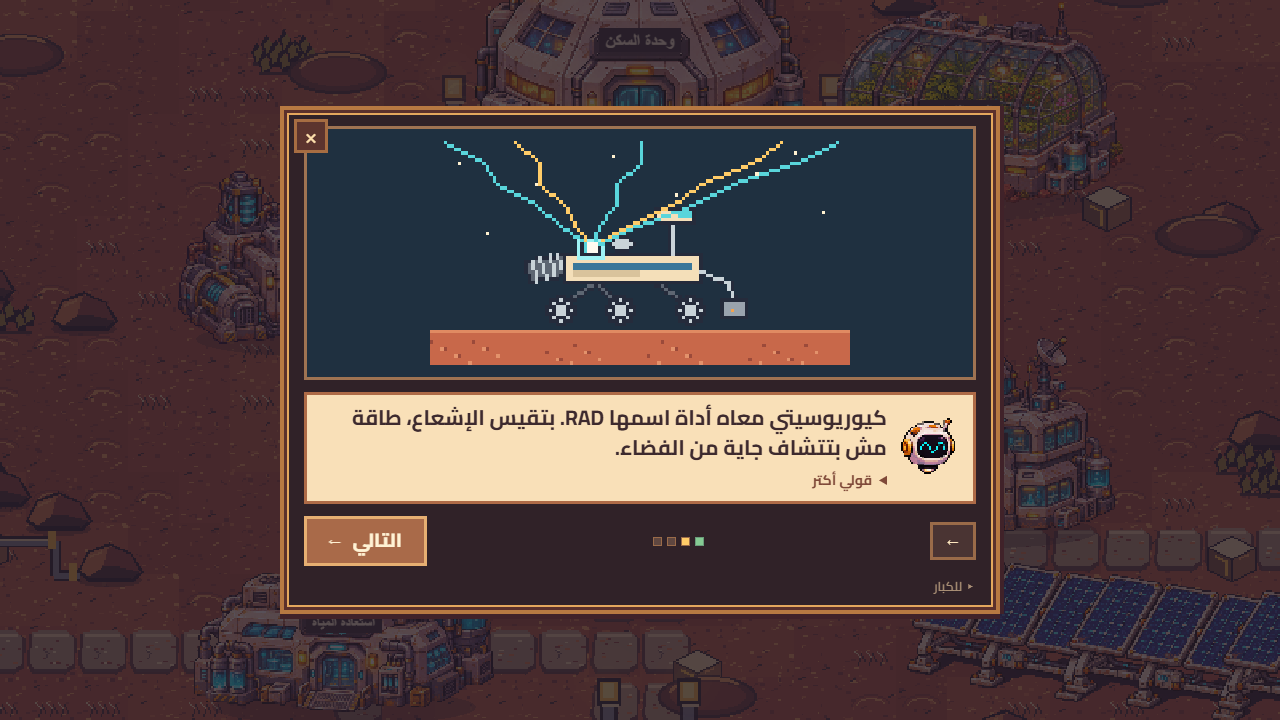 وحدة السكن
×
كيوريوسيتي معاه أداة اسمها RAD. بتقيس الإشعاع، طاقة
مش بتتشاف جاية من الفضاء.
◄ قولي أكتر
←
التالي ←
‣ للكبار
استعادة المياه